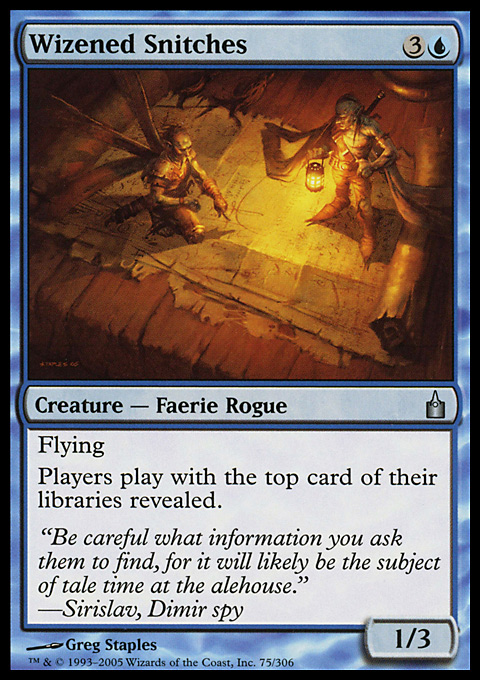 Wizened Snitches 3
Creature — Faerie Rogue
Flying
Players play with the top card of their
libraries revealed.
“Be careful what information you ask
them to find, for it will likely be the subject
of tale time at the alehouse.”
—Sirislav, Dimir spy
1/3
Greg Staples
™ & © 1993–2005 Wizards of the Coast, Inc. 75/306